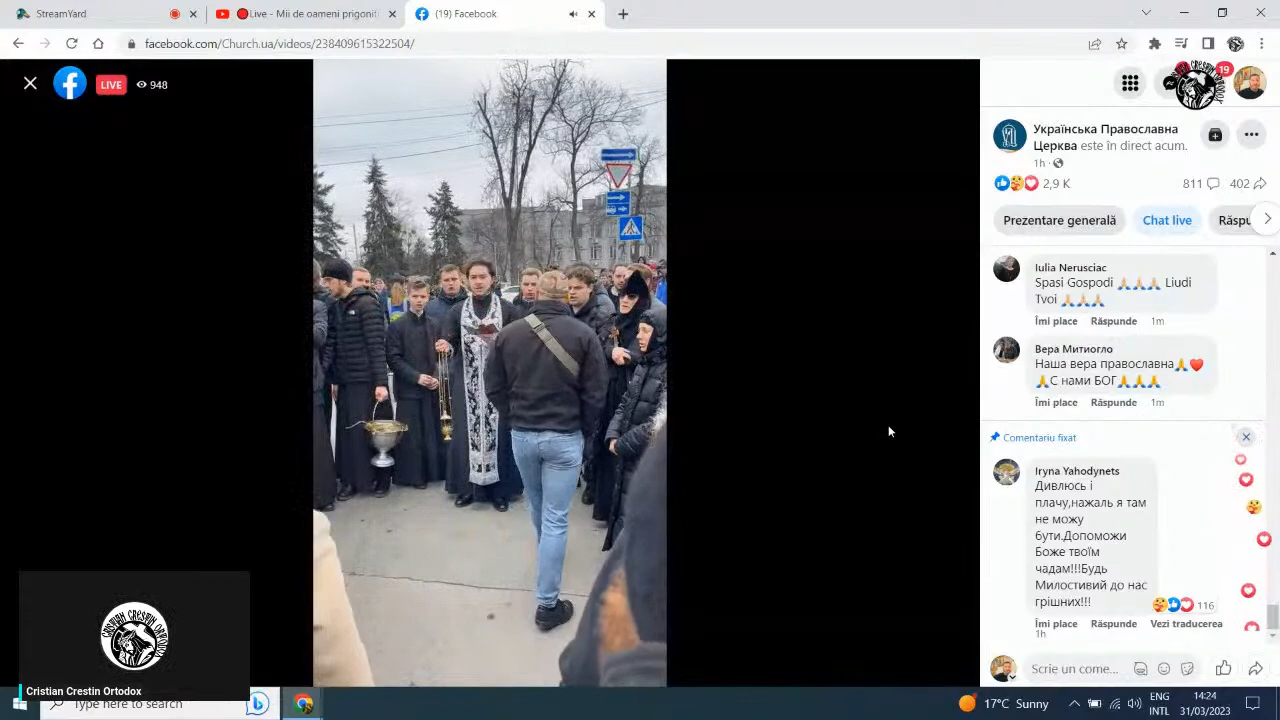 StreamYard
Live - Mii de oameni prigoniț
(19) Facebook
facebook.com/Church.ua/videos/238409615322504/
LIVE
948
19
Українська Православна
Церква este în direct acum.
1h
2,9 K
811
402
Prezentare generală
Chat live
Răspu
Iulia Nerusciac
Spasi Gospodi 🙏🙏🙏 Liudi
Tvoi 🙏🙏🙏
Îmi place Răspunde 1m
Вера Митиогло
Наша вера православна🙏❤️
🙏С нами БОГ🙏🙏🙏
Îmi place Răspunde 1m
Comentariu fixat
Iryna Yahodynets
Дивлюсь і
плачу,нажаль я там
не можу
бути.Допоможи
Боже твоїм
чадам!!!Будь
Милостивий до нас
грішних!!!
116
Îmi place Răspunde Vezi traducerea
1h
Scrie un come...
CRISTIAN CRESTIN ORTODOX
Cristian Crestin Ortodox
Type here to search
17°C Sunny
ENG
INTL
14:24
31/03/2023